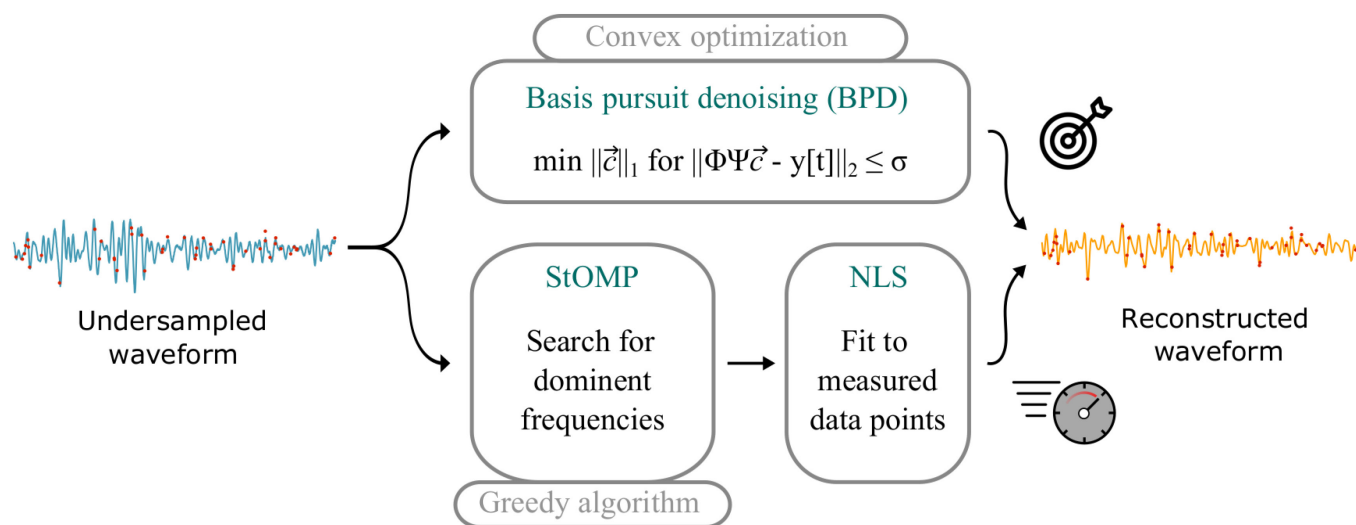 Convex optimization
Basis pursuit denoising (BPD)
min ||c⃗||₁ for ||ΦΨc⃗ - y[t]||₂ ≤ σ
Undersampled
waveform
StOMP
Search for
dominent
frequencies
Greedy algorithm
NLS
Fit to
measured
data points
Reconstructed
waveform